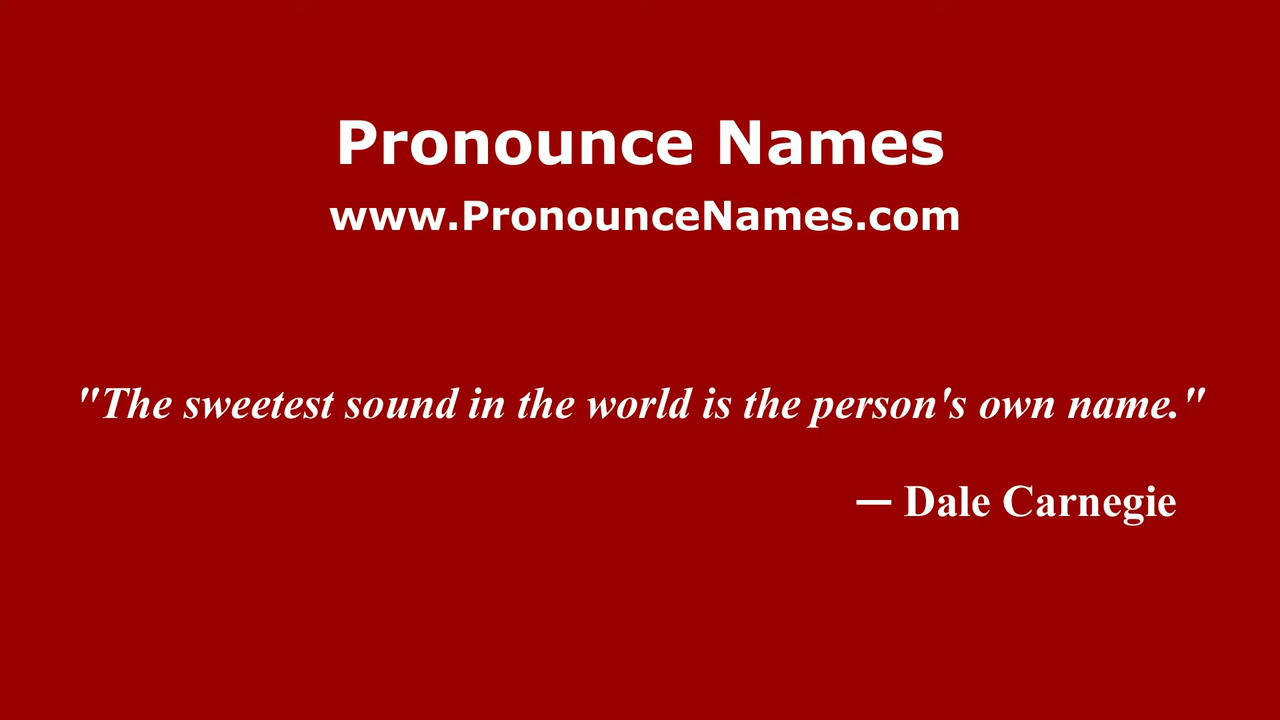 Pronounce Names
www.PronounceNames.com
"The sweetest sound in the world is the person's own name."
— Dale Carnegie